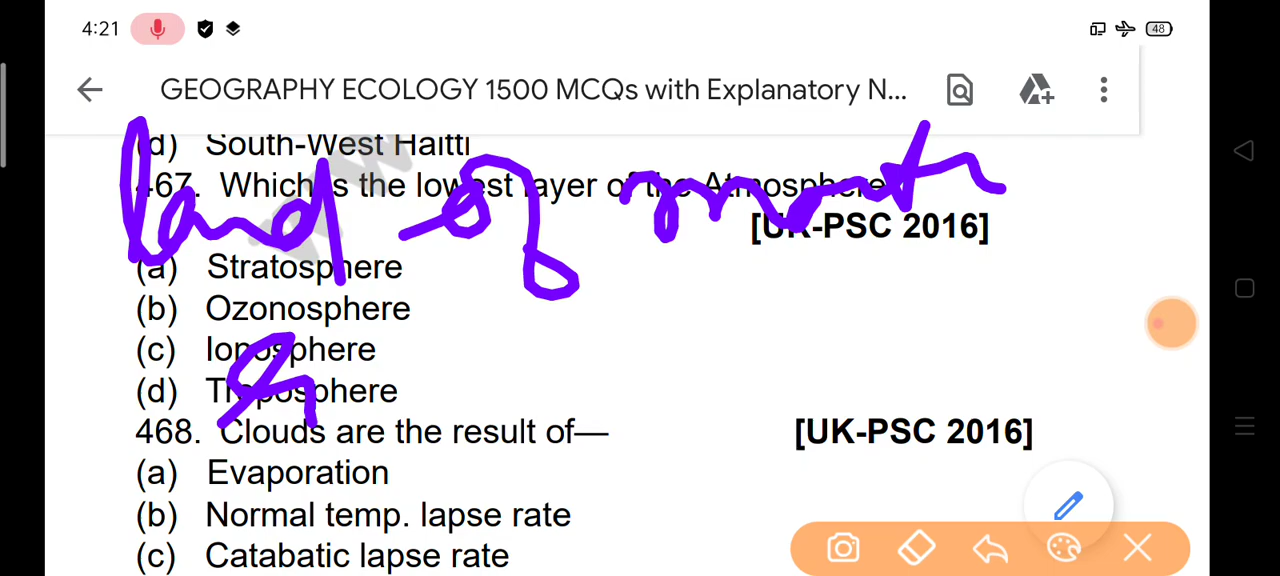 4:21 48
GEOGRAPHY ECOLOGY 1500 MCQs with Explanatory N...
(d) South-West Haitti
467. Which is the lowest layer of the Atmosphere
[UK-PSC 2016]
land of
(a) Stratosphere
(b) Ozonosphere
(c) Ionosphere
(d) Troposphere
468. Clouds are the result of— [UK-PSC 2016]
(a) Evaporation
(b) Normal temp. lapse rate
(c) Catabatic lapse rate